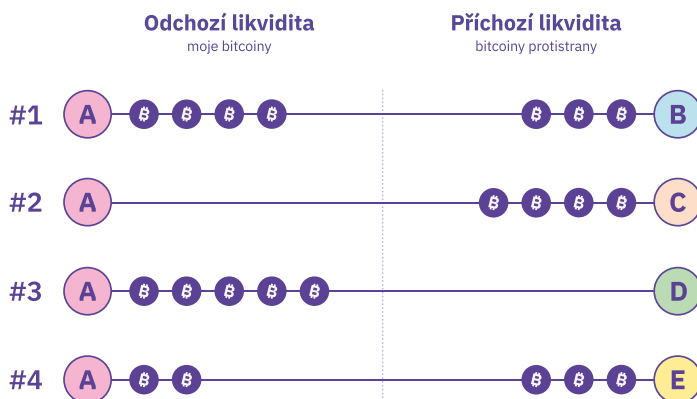 Odchozí likvidita
moje bitcoiny
Příchozí likvidita
bitcoiny protistrany
#1 A B
#2 A C
#3 A D
#4 A E